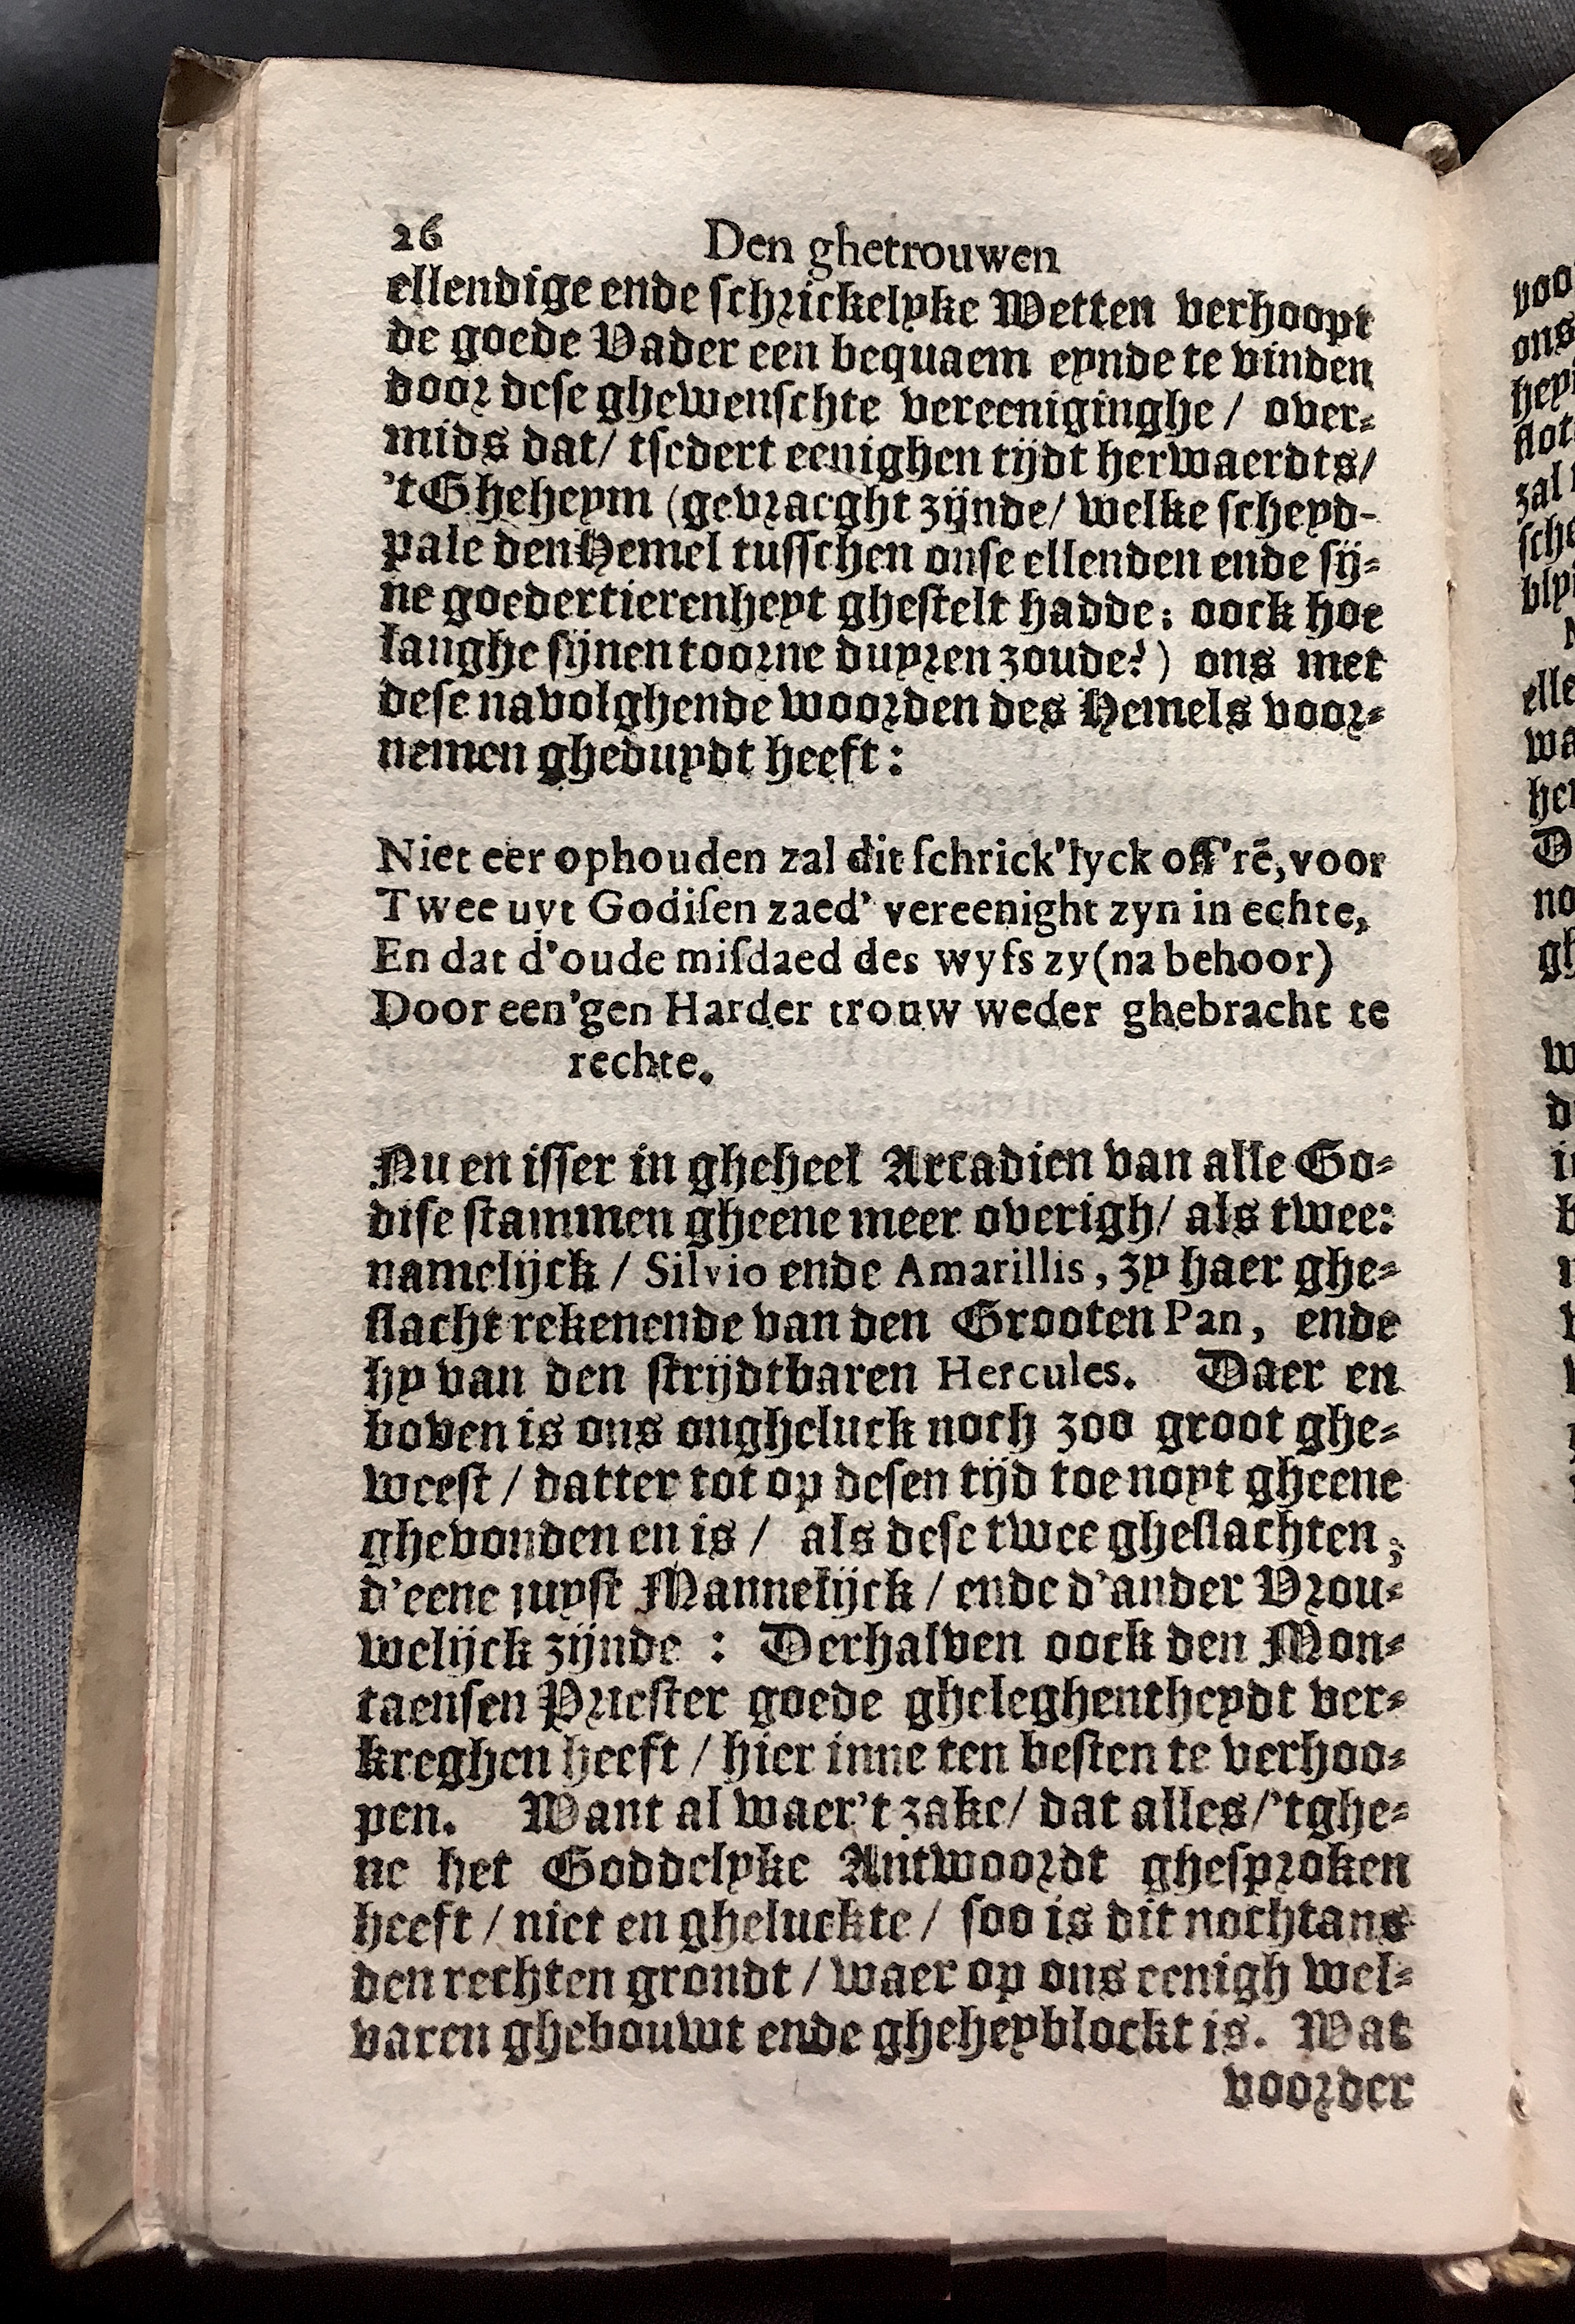 26 Den ghetrouwen
ellendige ende schrickelyke Wetten verhoopt
de goede Vader een bequaem eynde te vinden
door dese ghewenschte vereeniginghe / over-
mids dat / tsedert eenighen tijdt herwaerdts /
'tGheheym (gevraeght zijnde / welke scheyd-
pale den Hemel tusschen onse ellenden ende sij-
ne goedertierenheyt ghestelt hadde; oock hoe
langhe sijnen toorne duyren zoude?) ons met
dese navolghende woorden des Hemels voor-
nemen gheduydt heeft:
Niet eer ophouden zal dit schrick'lyck off'rē, voor
Twee uyt Godisen zaed' vereenight zyn in echte,
En dat d'oude misdaed des wyfs zy (na behoor)
Door een'gen Harder trouw weder ghebracht te
rechte.
Nu en isser in gheheel Arcadien van alle Go-
dise stammen gheene meer overigh / als twee:
namelijck / Silvio ende Amarillis, zy haer ghe-
slacht rekenende van den Grooten Pan, ende
hy van den strijdtbaren Hercules. Daer en
boven is ons ongheluck noch zoo groot ghe-
weest / datter tot op desen tijd toe noyt gheene
ghevonden en is / als dese twee gheslachten;
d'eene juyst Mannelijck / ende d'ander Vrou-
welijck zijnde : Derhalven oock den Mon-
taensen Priester goede gheleghentheydt ver-
kreghen heeft / hier inne ten besten te verhoo-
pen. Want al waer't zake / dat alles / 'tghe-
ne het Goddelyke Antwoordt ghesproken
heeft / niet en gheluckte / soo is dit nochtans
den rechten grondt / waer op ons eenigh wel-
varen ghebouwt ende gheheyblockt is. Wat
voorder